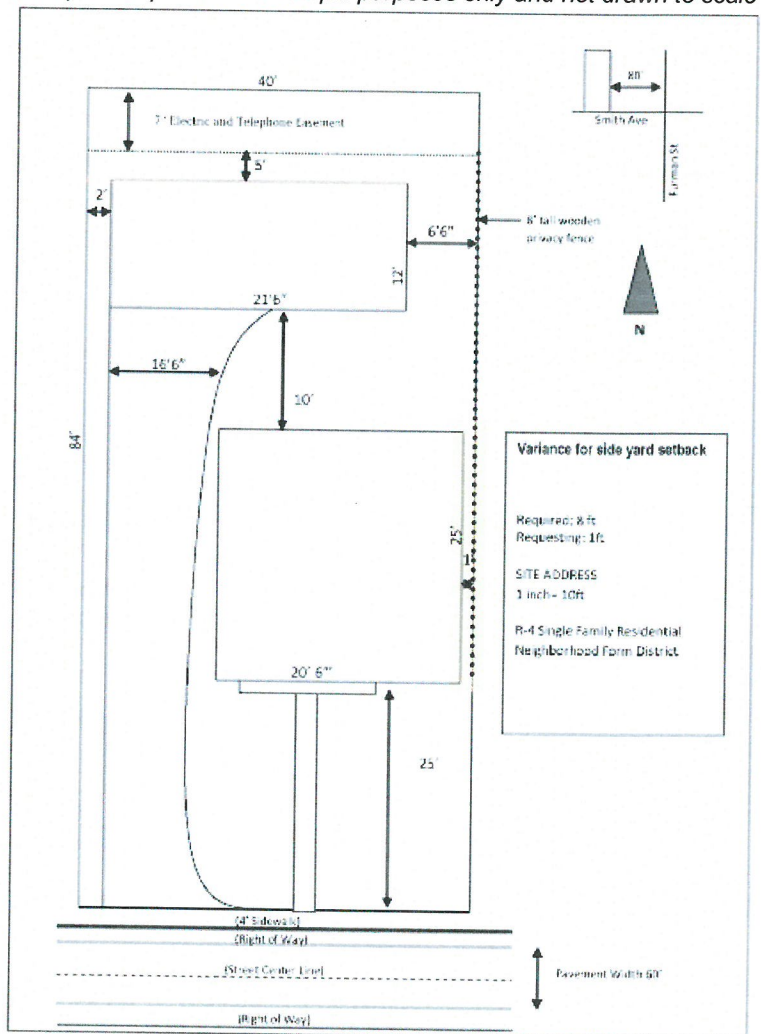 purposes only and not drawn to scale
40'
7' Electric and Telephone Easement
5'
2'
6'6"
12'
21'6"
16'6"
10'
84'
25'
1'
20' 6"'
25'
80'
Smith Ave
Furman St
8' tall wooden
privacy fence
N
Variance for side yard setback
Required: 8 ft
Requesting: 1ft
SITE ADDRESS
1 inch = 10ft
R-4 Single Family Residential
Neighborhood Form District
(4' Sidewalk)
(Right of Way)
(Street Center Line)
Pavement Width 60'
(Right of Way)